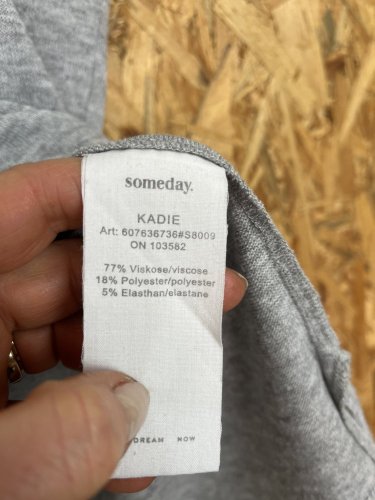 someday.
KADIE
Art: 607636736#S8009
ON 103582
77% Viskose/viscose
18% Polyester/polyester
5% Elasthan/elastane
DREAM NOW